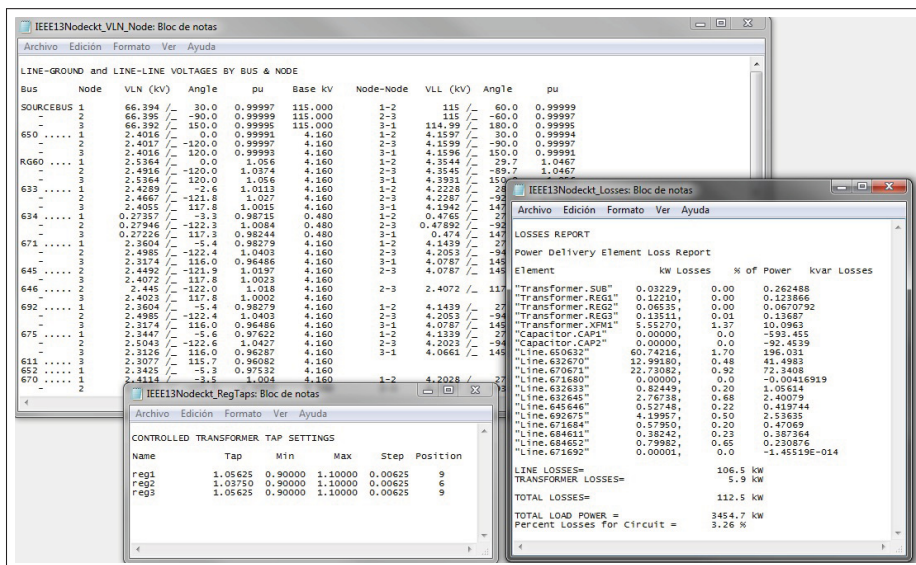 IEEE13Nodeckt_VLN_Node: Bloc de notas
Archivo Edición Formato Ver Ayuda
LINE-GROUND and LINE-LINE VOLTAGES BY BUS & NODE
Bus Node VLN (kV) Angle pu Base kV Node-Node VLL (kV) Angle pu
SOURCEBUS 1 66.394 /_ 30.0 0.99997 115.000 1-2 115 /_ 60.0 0.99999
- 2 66.395 /_ -90.0 0.99999 115.000 2-3 115 /_ -60.0 0.99997
- 3 66.392 /_ 150.0 0.99995 115.000 3-1 114.99 /_ 180.0 0.99995
650 ..... 1 2.4016 /_ 0.0 0.99991 4.160 1-2 4.1597 /_ 30.0 0.99994
- 2 2.4017 /_ -120.0 0.99997 4.160 2-3 4.1599 /_ -90.0 0.99997
- 3 2.4016 /_ 120.0 0.99993 4.160 3-1 4.1596 /_ 150.0 0.99991
RG60 .... 1 2.5364 /_ 0.0 1.056 4.160 1-2 4.3544 /_ 29.7 1.0467
- 2 2.4916 /_ -120.0 1.0374 4.160 2-3 4.3545 /_ -89.7 1.0467
- 3 2.5364 /_ 120.0 1.056 4.160 3-1 4.3931 /_
633 ..... 1 2.4289 /_ -2.6 1.0113 4.160 1-2 4.2228 /_ 28
- 2 2.4667 /_ -121.8 1.027 4.160 2-3 4.2287 /_ -92
- 3 2.4055 /_ 117.8 1.0015 4.160 3-1 4.1942 /_ 147
634 ..... 1 0.27357 /_ -3.3 0.98715 0.480 1-2 0.4765 /_ 27
- 2 0.27946 /_ -122.3 1.0084 0.480 2-3 0.47892 /_ -92
- 3 0.27226 /_ 117.3 0.98244 0.480 3-1 0.474 /_ 147
671 ..... 1 2.3604 /_ -5.4 0.98279 4.160 1-2 4.1439 /_ 27
- 2 2.4985 /_ -122.4 1.0403 4.160 2-3 4.2053 /_ -94
- 3 2.3174 /_ 116.0 0.96486 4.160 3-1 4.0787 /_ 145
645 ..... 2 2.4492 /_ -121.9 1.0197 4.160 2-3 4.0787 /_ 145
- 3 2.4072 /_ 117.8 1.0023 4.160
646 ..... 2 2.445 /_ -122.0 1.018 4.160 2-3 2.4072 /_ 117
- 3 2.4023 /_ 117.8 1.0002 4.160
692 ..... 1 2.3604 /_ -5.4 0.98279 4.160 1-2 4.1439 /_ 27
- 2 2.4985 /_ -122.4 1.0403 4.160 2-3 4.2053 /_ -94
- 3 2.3174 /_ 116.0 0.96486 4.160 3-1 4.0787 /_ 145
675 ..... 1 2.3447 /_ -5.6 0.97622 4.160 1-2 4.1339 /_ 27
- 2 2.5043 /_ -122.6 1.0427 4.160 2-3 4.2023 /_ -94
- 3 2.3126 /_ 116.0 0.96287 4.160 3-1 4.0661 /_ 145
611 ..... 3 2.3077 /_ 115.7 0.96082 4.160
652 ..... 1 2.3425 /_ -5.3 0.97532 4.160
670 ..... 1 2.4114 /_ -3.5 1.004 4.160 1-2 4.2028 /_ 27
IEEE13Nodeckt_RegTaps: Bloc de notas
Archivo Edición Formato Ver Ayuda
CONTROLLED TRANSFORMER TAP SETTINGS
Name Tap Min Max Step Position
reg1 1.05625 0.90000 1.10000 0.00625 9
reg2 1.03750 0.90000 1.10000 0.00625 6
reg3 1.05625 0.90000 1.10000 0.00625 9
IEEE13Nodeckt_Losses: Bloc de notas
Archivo Edición Formato Ver Ayuda
LOSSES REPORT
Power Delivery Element Loss Report
Element kW Losses % of Power kvar Losses
"Transformer.SUB" 0.03229, 0.00 0.262488
"Transformer.REG1" 0.12210, 0.00 0.123866
"Transformer.REG2" 0.06535, 0.00 0.0670792
"Transformer.REG3" 0.13511, 0.01 0.13687
"Transformer.XFM1" 5.55270, 1.37 10.0963
"Capacitor.CAP1" 0.00000, 0.0 -593.455
"Capacitor.CAP2" 0.00000, 0.0 -92.4539
"Line.650632" 60.74216, 1.70 196.031
"Line.632670" 12.99180, 0.48 41.4983
"Line.670671" 22.73082, 0.92 72.3408
"Line.671680" 0.00000, 0.0 -0.00416919
"Line.632633" 0.82449, 0.20 1.05614
"Line.632645" 2.76738, 0.68 2.40079
"Line.645646" 0.52748, 0.22 0.419744
"Line.692675" 4.19957, 0.50 2.53635
"Line.671684" 0.57950, 0.20 0.47069
"Line.684611" 0.38242, 0.23 0.387364
"Line.684652" 0.79982, 0.65 0.230876
"Line.671692" 0.00001, 0.0 -1.45519E-014
LINE LOSSES= 106.5 kW
TRANSFORMER LOSSES= 5.9 kW
TOTAL LOSSES= 112.5 kW
TOTAL LOAD POWER = 3454.7 kW
Percent Losses for Circuit = 3.26 %